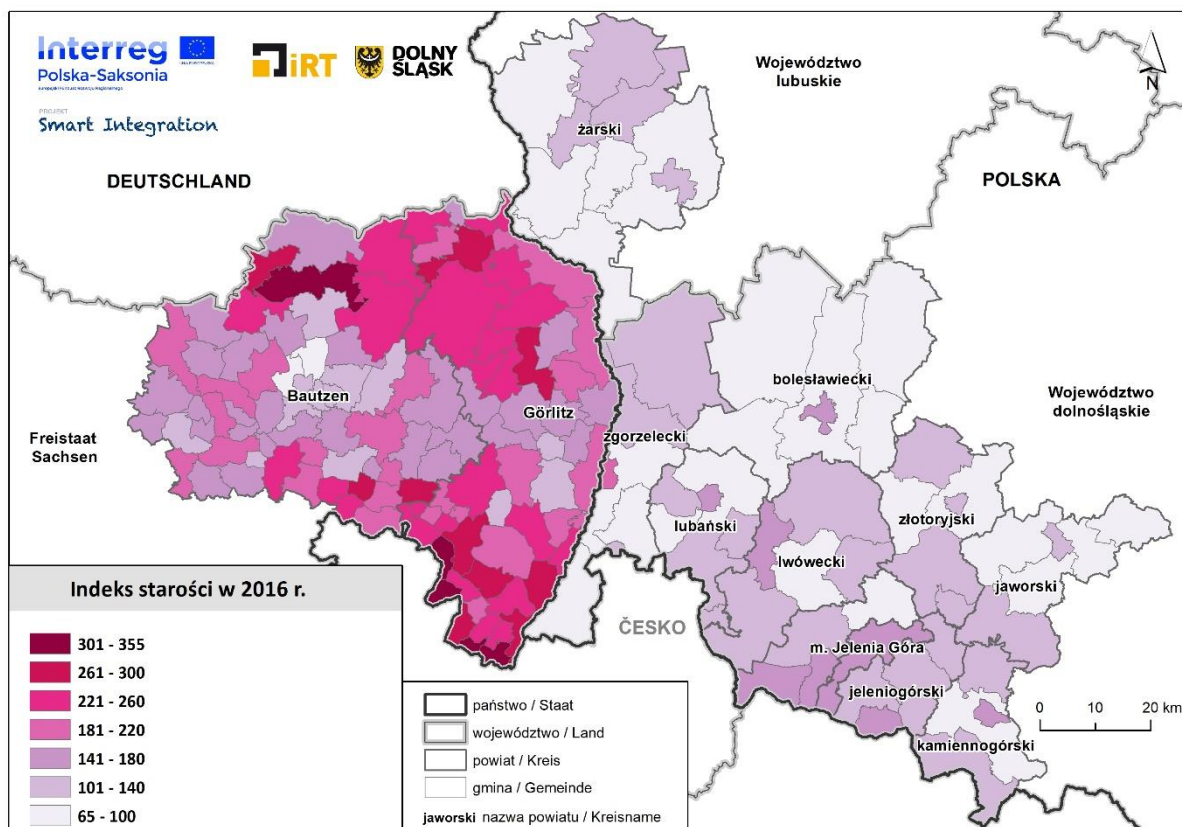 Interreg
Polska-Saksonia
PROJEKT
Smart Integration
iRT
DOLNY
ŚLĄSK
DEUTSCHLAND
Województwo
lubuskie
N
POLSKA
żarski
Bautzen
Görlitz
Freistaat
Sachsen
bolesławiecki
zgorzelecki
Województwo
dolnośląskie
lubański
złotoryjski
lwówecki
jaworski
ČESKO
m. Jelenia Góra
jeleniogórski
kamiennogórski
0 10 20 km
Indeks starości w 2016 r.
301 - 355
261 - 300
221 - 260
181 - 220
141 - 180
101 - 140
65 - 100
państwo / Staat
województwo / Land
powiat / Kreis
gmina / Gemeinde
jaworski nazwa powiatu / Kreisname